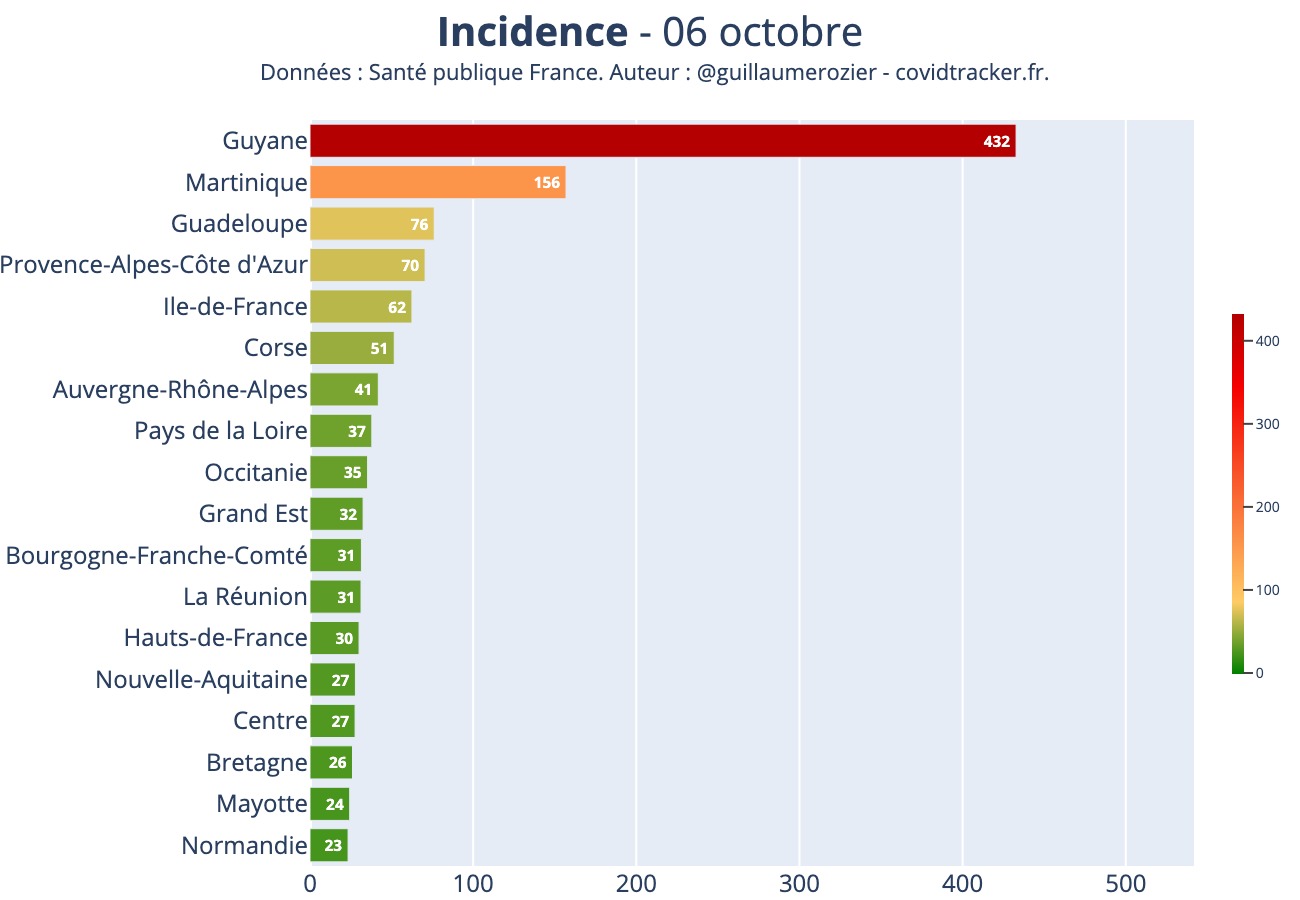 Incidence - 06 octobre
Données : Santé publique France. Auteur : @guillaumerozier - covidtracker.fr.
Guyane 432
Martinique 156
Guadeloupe 76
Provence-Alpes-Côte d'Azur 70
Ile-de-France 62
Corse 51
Auvergne-Rhône-Alpes 41
Pays de la Loire 37
Occitanie 35
Grand Est 32
Bourgogne-Franche-Comté 31
La Réunion 31
Hauts-de-France 30
Nouvelle-Aquitaine 27
Centre 27
Bretagne 26
Mayotte 24
Normandie 23
0 100 200 300 400 500
400
300
200
100
0